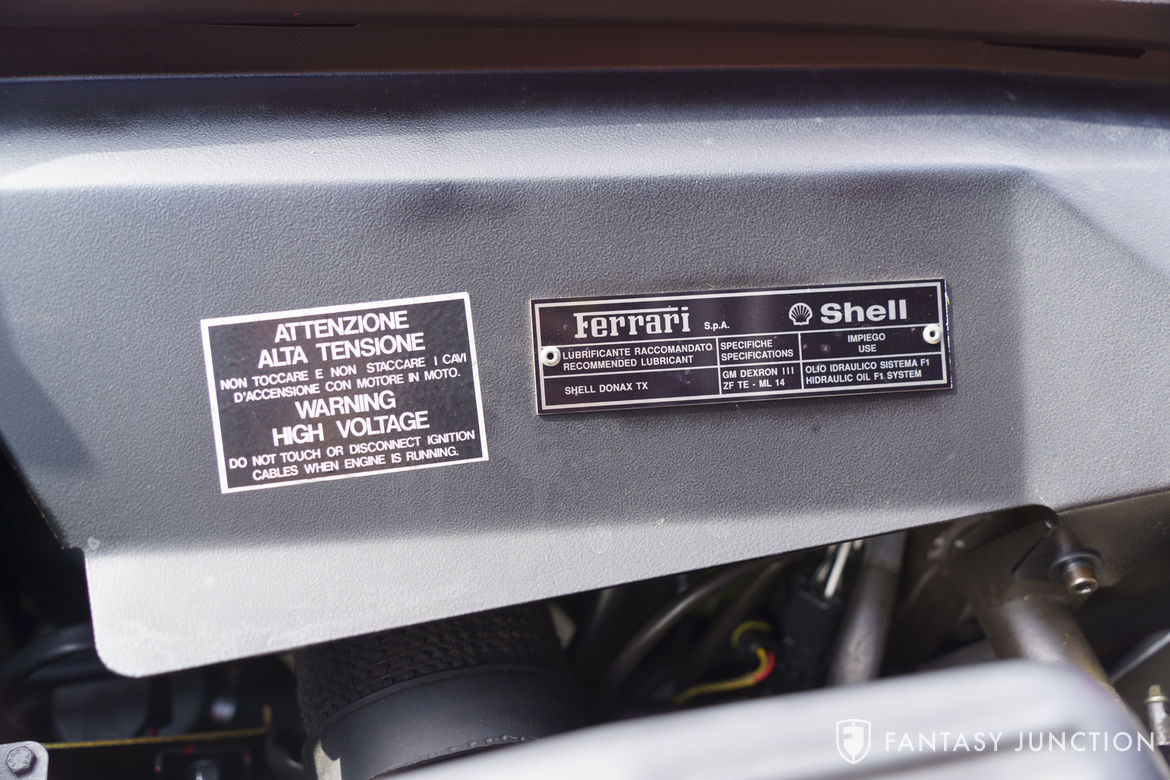 ATTENZIONE
ALTA TENSIONE
NON TOCCARE E NON STACCARE I CAVI
D'ACCENSIONE CON MOTORE IN MOTO.
WARNING
HIGH VOLTAGE
DO NOT TOUCH OR DISCONNECT IGNITION
CABLES WHEN ENGINE IS RUNNING.
Ferrari S.p.A. Shell
LUBRIFICANTE RACCOMANDATO
RECOMMENDED LUBRICANT
SPECIFICHE
SPECIFICATIONS
IMPIEGO
USE
SHELL DONAX TX
GM DEXRON III
ZF TE - ML 14
OLIO IDRAULICO SISTEMA F1
HIDRAULIC OIL F1 SYSTEM
FANTASY JUNCTION